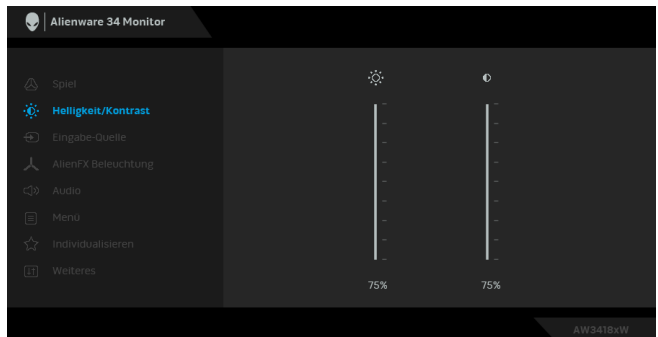 Alienware 34 Monitor
Spiel
Helligkeit/Kontrast
Eingabe-Quelle
AlienFX Beleuchtung
Audio
Menü
Individualisieren
Weiteres
75% 75%
AW3418xW